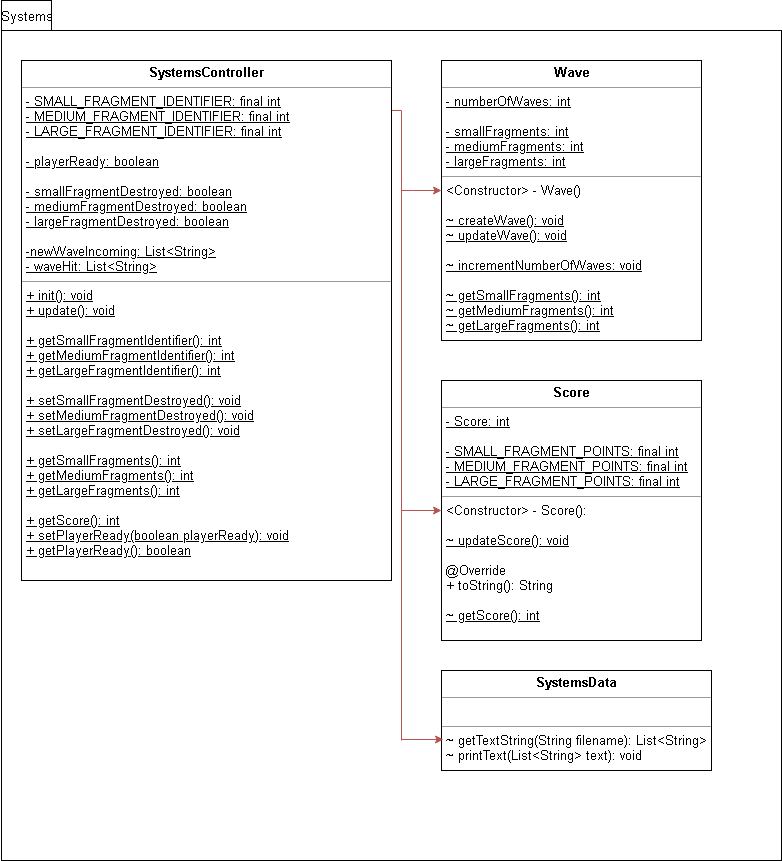 Systems
SystemsController
- SMALL_FRAGMENT_IDENTIFIER: final int
- MEDIUM_FRAGMENT_IDENTIFIER: final int
- LARGE_FRAGMENT_IDENTIFIER: final int
- playerReady: boolean
- smallFragmentDestroyed: boolean
- mediumFragmentDestroyed: boolean
- largeFragmentDestroyed: boolean
-newWaveIncoming: List<String>
- waveHit: List<String>
+ init(): void
+ update(): void
+ getSmallFragmentIdentifier(): int
+ getMediumFragmentIdentifier(): int
+ getLargeFragmentIdentifier(): int
+ setSmallFragmentDestroyed(): void
+ setMediumFragmentDestroyed(): void
+ setLargeFragmentDestroyed(): void
+ getSmallFragments(): int
+ getMediumFragments(): int
+ getLargeFragments(): int
+ getScore(): int
+ setPlayerReady(boolean playerReady): void
+ getPlayerReady(): boolean
Wave
- numberOfWaves: int
- smallFragments: int
- mediumFragments: int
- largeFragments: int
<Constructor> - Wave()
~ createWave(): void
~ updateWave(): void
~ incrementNumberOfWaves: void
~ getSmallFragments(): int
~ getMediumFragments(): int
~ getLargeFragments(): int
Score
- Score: int
- SMALL_FRAGMENT_POINTS: final int
- MEDIUM_FRAGMENT_POINTS: final int
- LARGE_FRAGMENT_POINTS: final int
<Constructor> - Score():
~ updateScore(): void
@Override
+ toString(): String
~ getScore(): int
SystemsData
~ getTextString(String filename): List<String>
~ printText(List<String> text): void